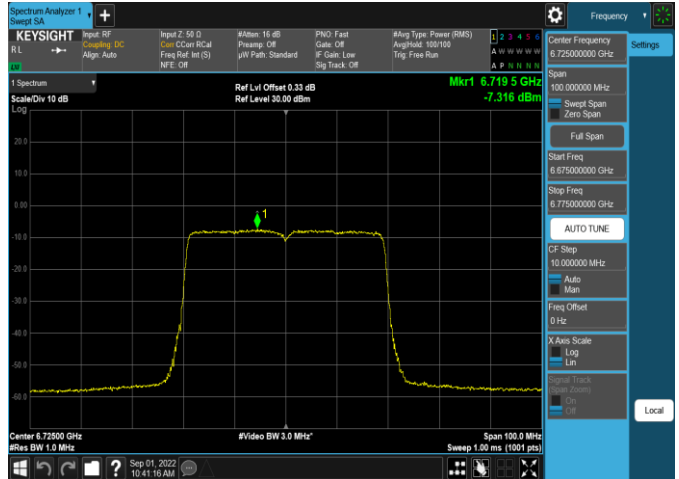 Spectrum Analyzer 1
Swept SA
+
Frequency
KEYSIGHT
RL
Input: RF
Coupling: DC
Align: Auto
Input Z: 50 Ω
Corr CCorr RCal
Freq Ref: Int (S)
NFE: Off
#Atten: 16 dB
Preamp: Off
µW Path: Standard
PNO: Fast
Gate: Off
IF Gain: Low
Sig Track: Off
#Avg Type: Power (RMS)
Avg|Hold: 100/100
Trig: Free Run
1 2 3 4 5 6
A W W W W W
A P N N N N
1 Spectrum
Scale/Div 10 dB
Log
Ref Lvl Offset 0.33 dB
Ref Level 30.00 dBm
Mkr1 6.719 5 GHz
-7.316 dBm
20.0
10.0
0.00
-10.0
-20.0
-30.0
-40.0
-50.0
-60.0
1
Center 6.72500 GHz
#Res BW 1.0 MHz
#Video BW 3.0 MHz*
Span 100.0 MHz
Sweep 1.00 ms (1001 pts)
Sep 01, 2022
10:41:16 AM
?
Center Frequency
6.725000000 GHz
Span
100.000000 MHz
Swept Span
Zero Span
Full Span
Start Freq
6.675000000 GHz
Stop Freq
6.775000000 GHz
AUTO TUNE
CF Step
10.000000 MHz
Auto
Man
Freq Offset
0 Hz
X Axis Scale
Log
Lin
Signal Track
(Span Zoom)
On
Off
Settings
Local